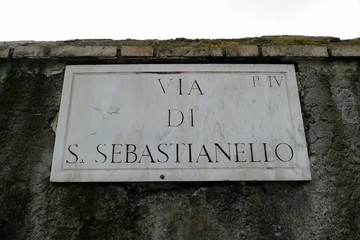 VIA R. IV
DI
S. SEBASTIANELLO